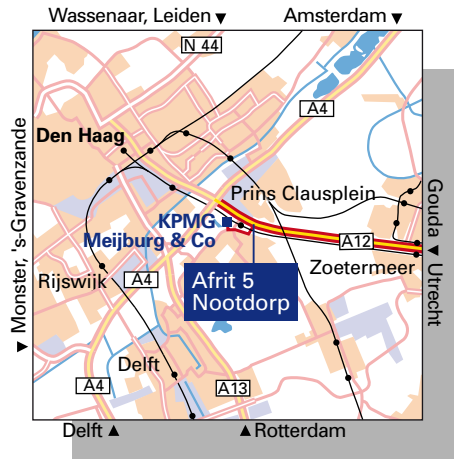 Wassenaar, Leiden ▼
Amsterdam ▼
N 44
A4
Den Haag
Prins Clausplein
KPMG
Meijburg & Co
A12
Zoetermeer
Afrit 5
Nootdorp
Rijswijk
A4
Delft
A4
A13
▼ Monster, 's-Gravenzande
Gouda ▼ Utrecht
Delft ▲
▲ Rotterdam